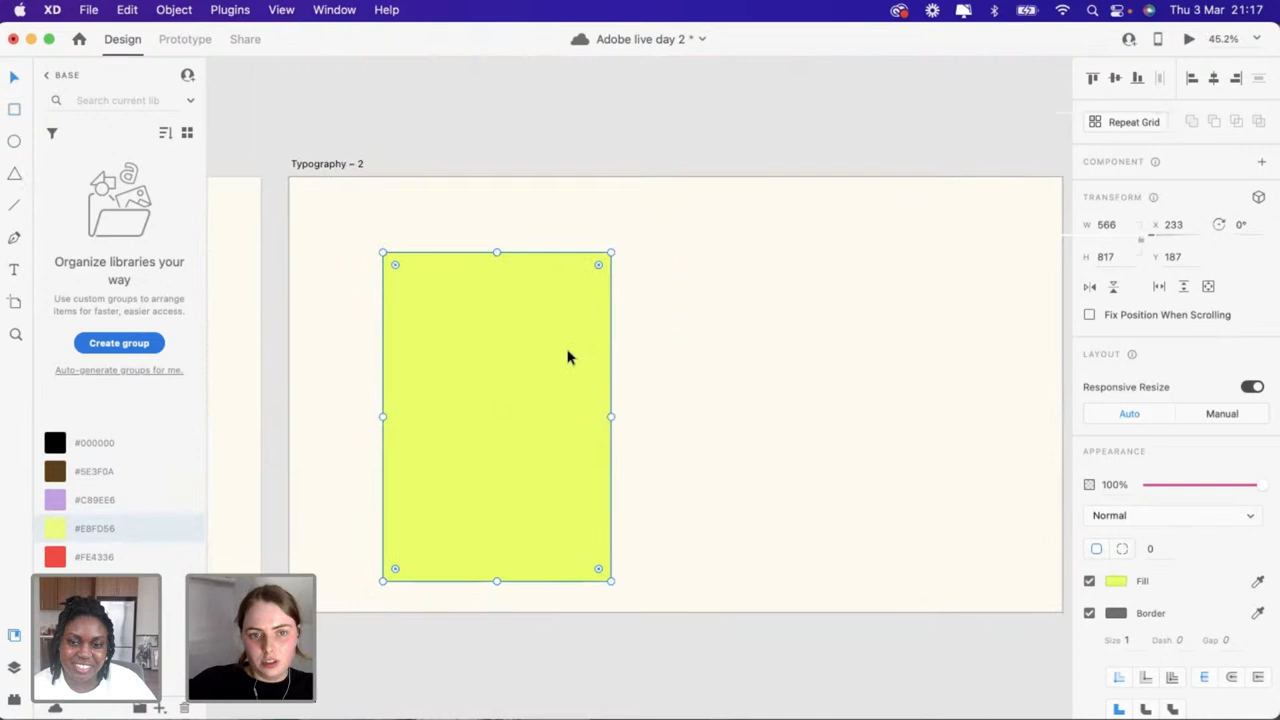 XD File Edit Object Plugins View Window Help
Thu 3 Mar 21:17
Design Prototype Share
Adobe live day 2 *
45.2%
BASE
Search current lib
Organize libraries your
way
Use custom groups to arrange
items for faster, easier access.
Create group
Auto-generate groups for me.
#000000
#5E3F0A
#C89EE6
#E8FD56
#FE4336
Typography – 2
Repeat Grid
COMPONENT
TRANSFORM
W 566 X 233 0°
H 817 Y 187
Fix Position When Scrolling
LAYOUT
Responsive Resize
Auto Manual
APPEARANCE
100%
Normal
0
Fill
Border
Size 1 Dash 0 Gap 0